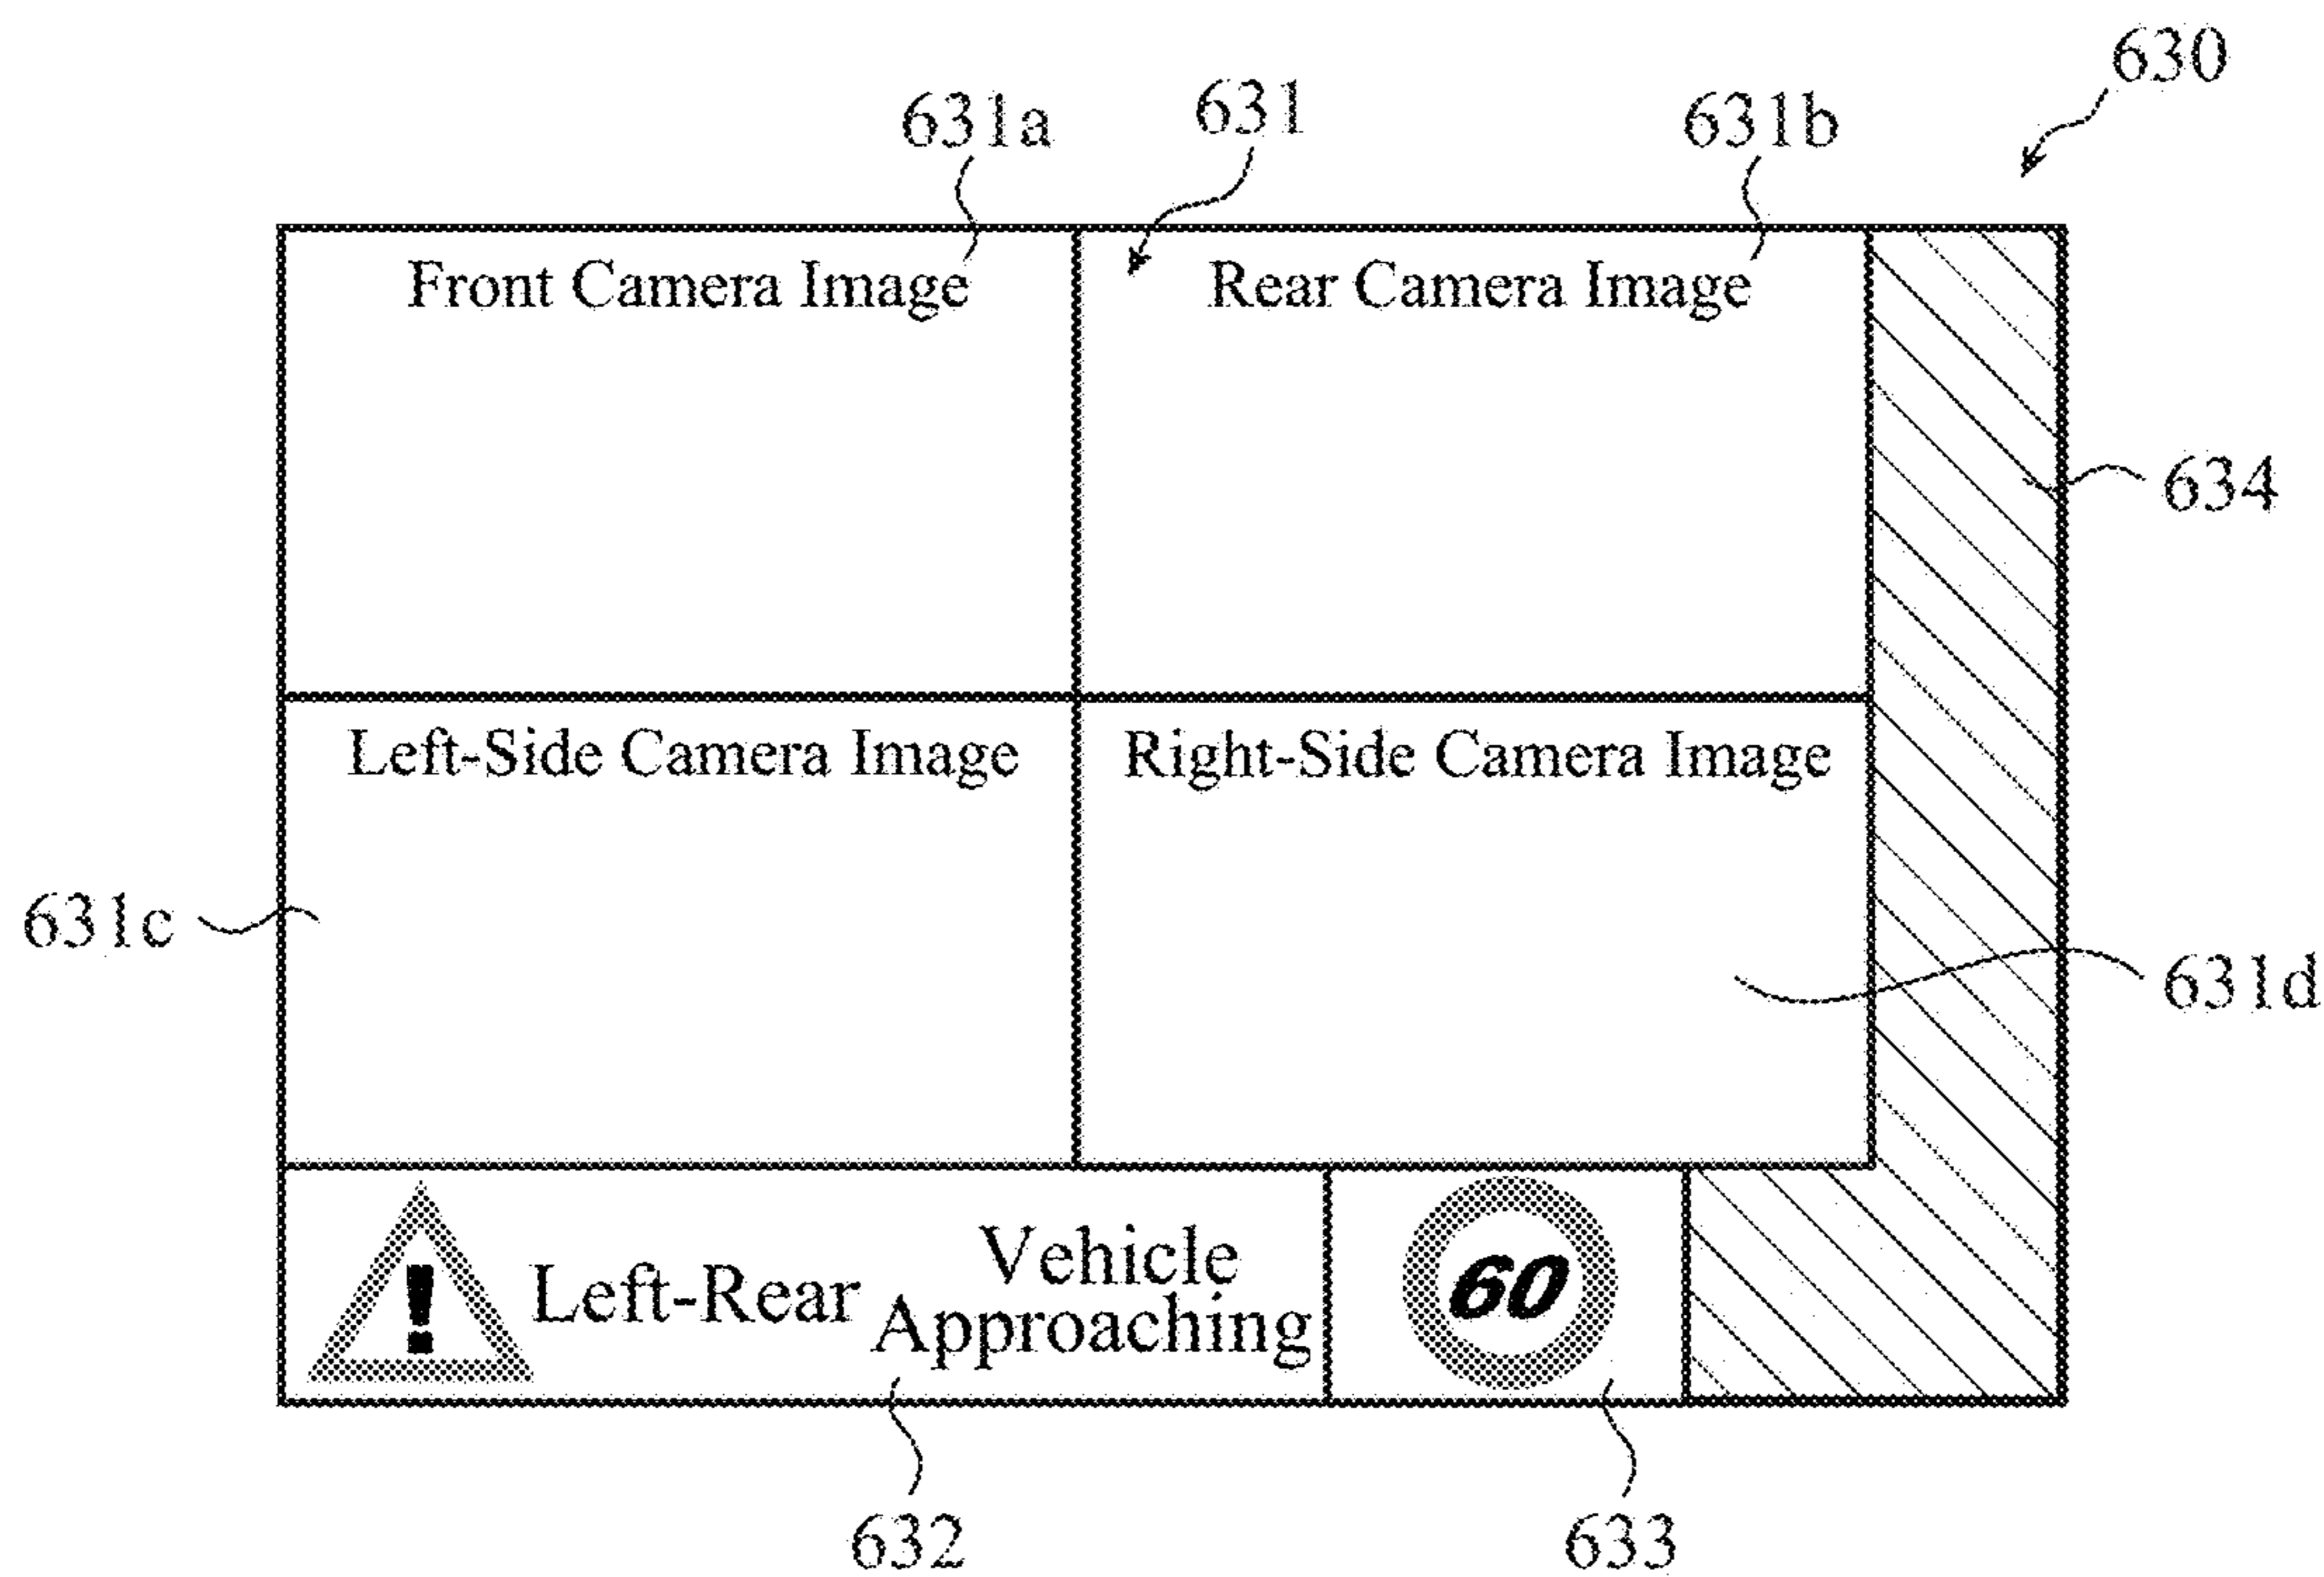 630
631a
631
631b
Front Camera Image
Rear Camera Image
634
Left-Side Camera Image
Right-Side Camera Image
631c
631d
! Left-Rear
Vehicle
Approaching
60
632
633